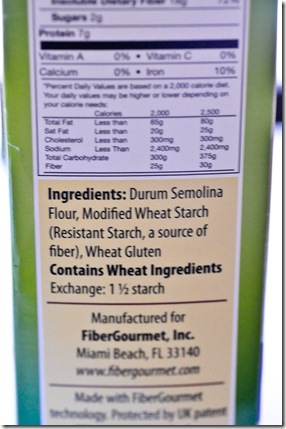 Insoluble Dietary Fiber 18g 72%
Sugars 2g
Protein 7g
Vitamin A 0% • Vitamin C 0%
Calcium 0% • Iron 10%
*Percent Daily Values are based on a 2,000 calorie diet.
Your daily values may be higher or lower depending on
your calorie needs:
Calories 2,000 2,500
Total Fat Less than 65g 80g
Sat Fat Less than 20g 25g
Cholesterol Less than 300mg 300mg
Sodium Less Than 2,400mg 2,400mg
Total Carbohydrate 300g 375g
Fiber 25g 30g
Ingredients: Durum Semolina
Flour, Modified Wheat Starch
(Resistant Starch, a source of
fiber), Wheat Gluten
Contains Wheat Ingredients
Exchange: 1 ½ starch
Manufactured for
FiberGourmet, Inc.
Miami Beach, FL 33140
www.fibergourmet.com
Made with FiberGourmet
technology. Protected by UK patent